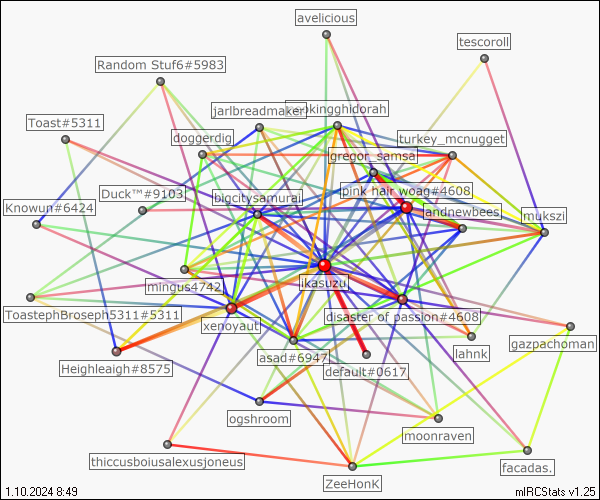 avelicious
tescoroll
Random Stuf6#5983
jarlbreadmaker
Toast#5311
doggerdig
turkey_mcnugget
gregor_samsa
Duck™#9103
pink hair woag#4608
bigcitysamurai
landnewbees
Knowun#6424
mukszi
ikasuzu
mingus4742
ToastephBroseph5311#5311
disaster of passion#4608
xenoyaut
gazpachoman
lahnk
asad#6947
Heighleaigh#8575
default#0617
ogshroom
moonraven
thiccusboiusalexusjoneus
facadas.
ZeeHonK
1.10.2024 8:49
mIRCStats v1.25